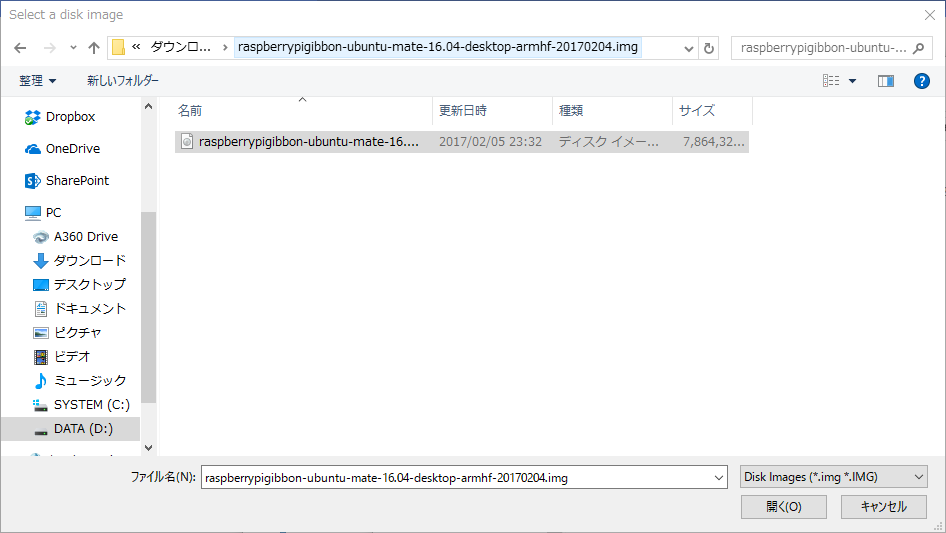 Select a disk image
« ダウンロ... › raspberrypigibbon-ubuntu-mate-16.04-desktop-armhf-20170204.img
raspberrypigibbon-ubuntu-...
整理 新しいフォルダー
Dropbox
OneDrive
SharePoint
PC
A360 Drive
ダウンロード
デスクトップ
ドキュメント
ピクチャ
ビデオ
ミュージック
SYSTEM (C:)
DATA (D:)
名前 更新日時 種類 サイズ
raspberrypigibbon-ubuntu-mate-16.... 2017/02/05 23:32 ディスク イメー... 7,864,32...
ファイル名(N): raspberrypigibbon-ubuntu-mate-16.04-desktop-armhf-20170204.img Disk Images (*.img *.IMG)
開く(O) キャンセル